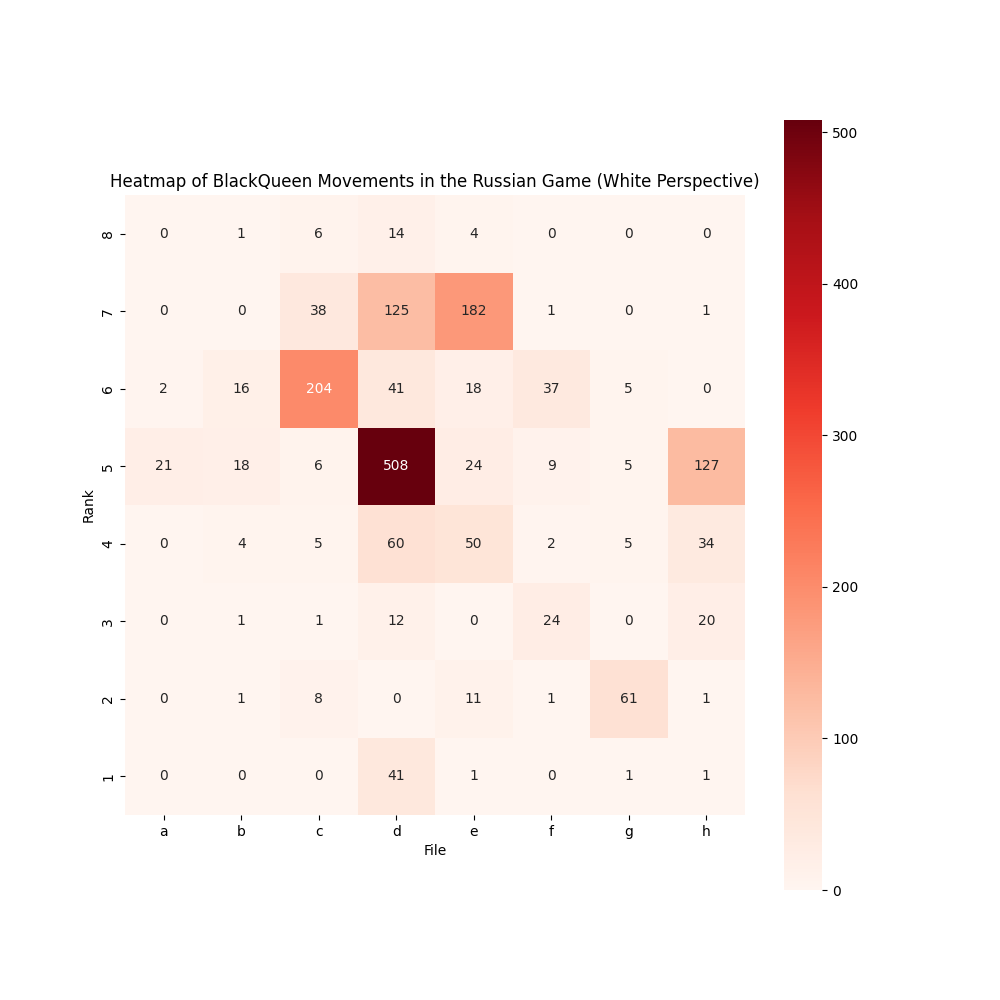 Heatmap of BlackQueen Movements in the Russian Game (White Perspective)
8 0 1 6 14 4 0 0 0
7 0 0 38 125 182 1 0 1
6 2 16 204 41 18 37 5 0
5 21 18 6 508 24 9 5 127
4 0 4 5 60 50 2 5 34
3 0 1 1 12 0 24 0 20
2 0 1 8 0 11 1 61 1
1 0 0 0 41 1 0 1 1
a b c d e f g h
Rank
File
500
400
300
200
100
0